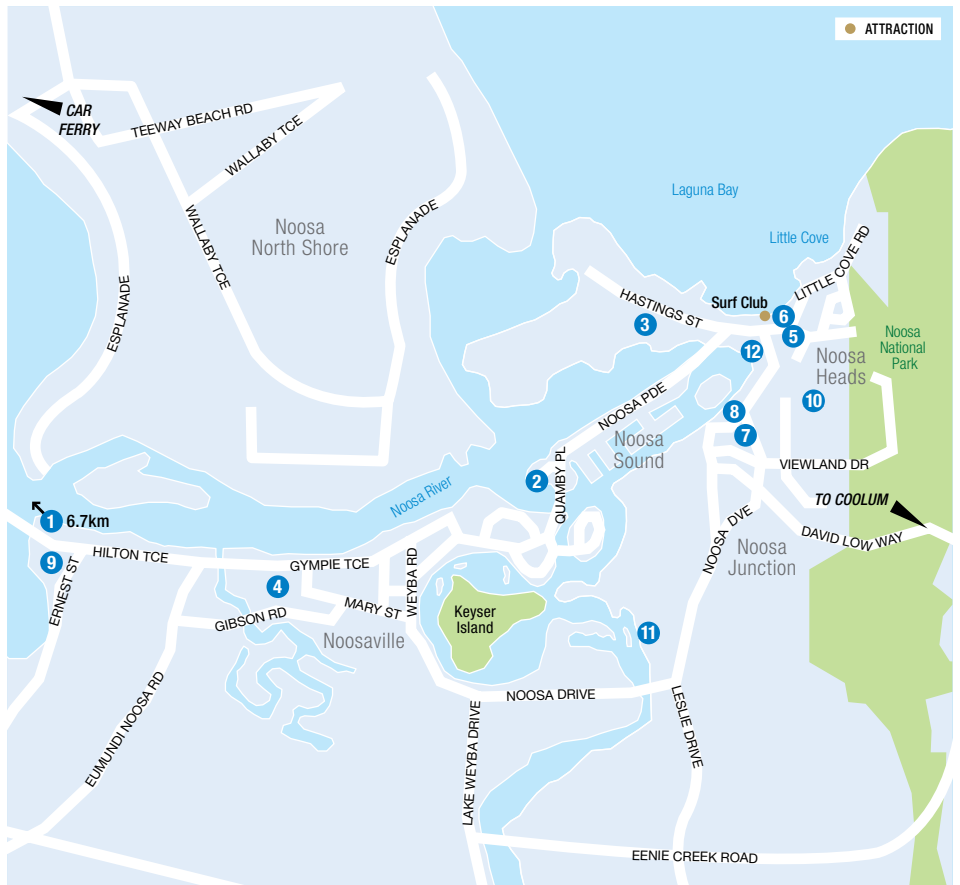 ATTRACTION
CAR
FERRY
TEEWAY BEACH RD
WALLABY TCE
WALLABY TCE
Noosa
North Shore
ESPLANADE
ESPLANADE
Laguna Bay
Little Cove
LITTLE COVE RD
HASTINGS ST
Surf Club
6
3
5
12
Noosa
Heads
Noosa
National
Park
10
NOOSA PDE
8
7
Noosa
Sound
VIEWLAND DR
2
QUAMBY PL
Noosa River
TO COOLUM
1
6.7km
DAVID LOW WAY
NOOSA DVE
Noosa
Junction
HILTON TCE
GYMPIE TCE
9
ERNEST ST
4
WEYBA RD
MARY ST
GIBSON RD
Noosaville
Keyser
Island
11
NOOSA DRIVE
EUMUNDI NOOSA RD
LAKE WEYBA DRIVE
LESLIE DRIVE
EENIE CREEK ROAD